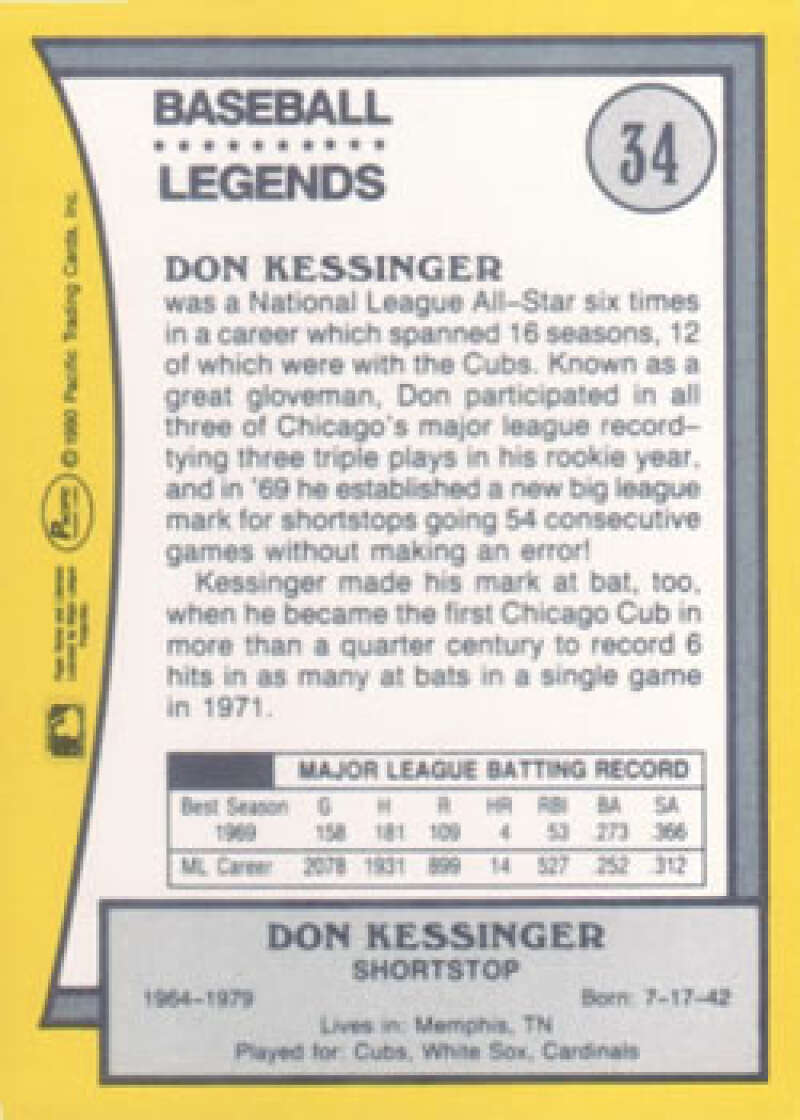 BASEBALL
LEGENDS
34
DON KESSINGER
was a National League All-Star six times
in a career which spanned 16 seasons, 12
of which were with the Cubs. Known as a
great gloveman, Don participated in all
three of Chicago's major league record-
tying three triple plays in his rookie year,
and in '69 he established a new big league
mark for shortstops going 54 consecutive
games without making an error!
Kessinger made his mark at bat, too,
when he became the first Chicago Cub in
more than a quarter century to record 6
hits in as many at bats in a single game
in 1971.
MAJOR LEAGUE BATTING RECORD
Best Season G H R HR RBI BA SA
1969 158 181 109 4 53 .273 .366
ML Career 2078 1931 899 14 527 .252 .312
DON KESSINGER
SHORTSTOP
1964-1979 Born: 7-17-42
Lives in: Memphis, TN
Played for: Cubs, White Sox, Cardinals
© 1990 Pacific Trading Cards, Inc.
PACIFIC